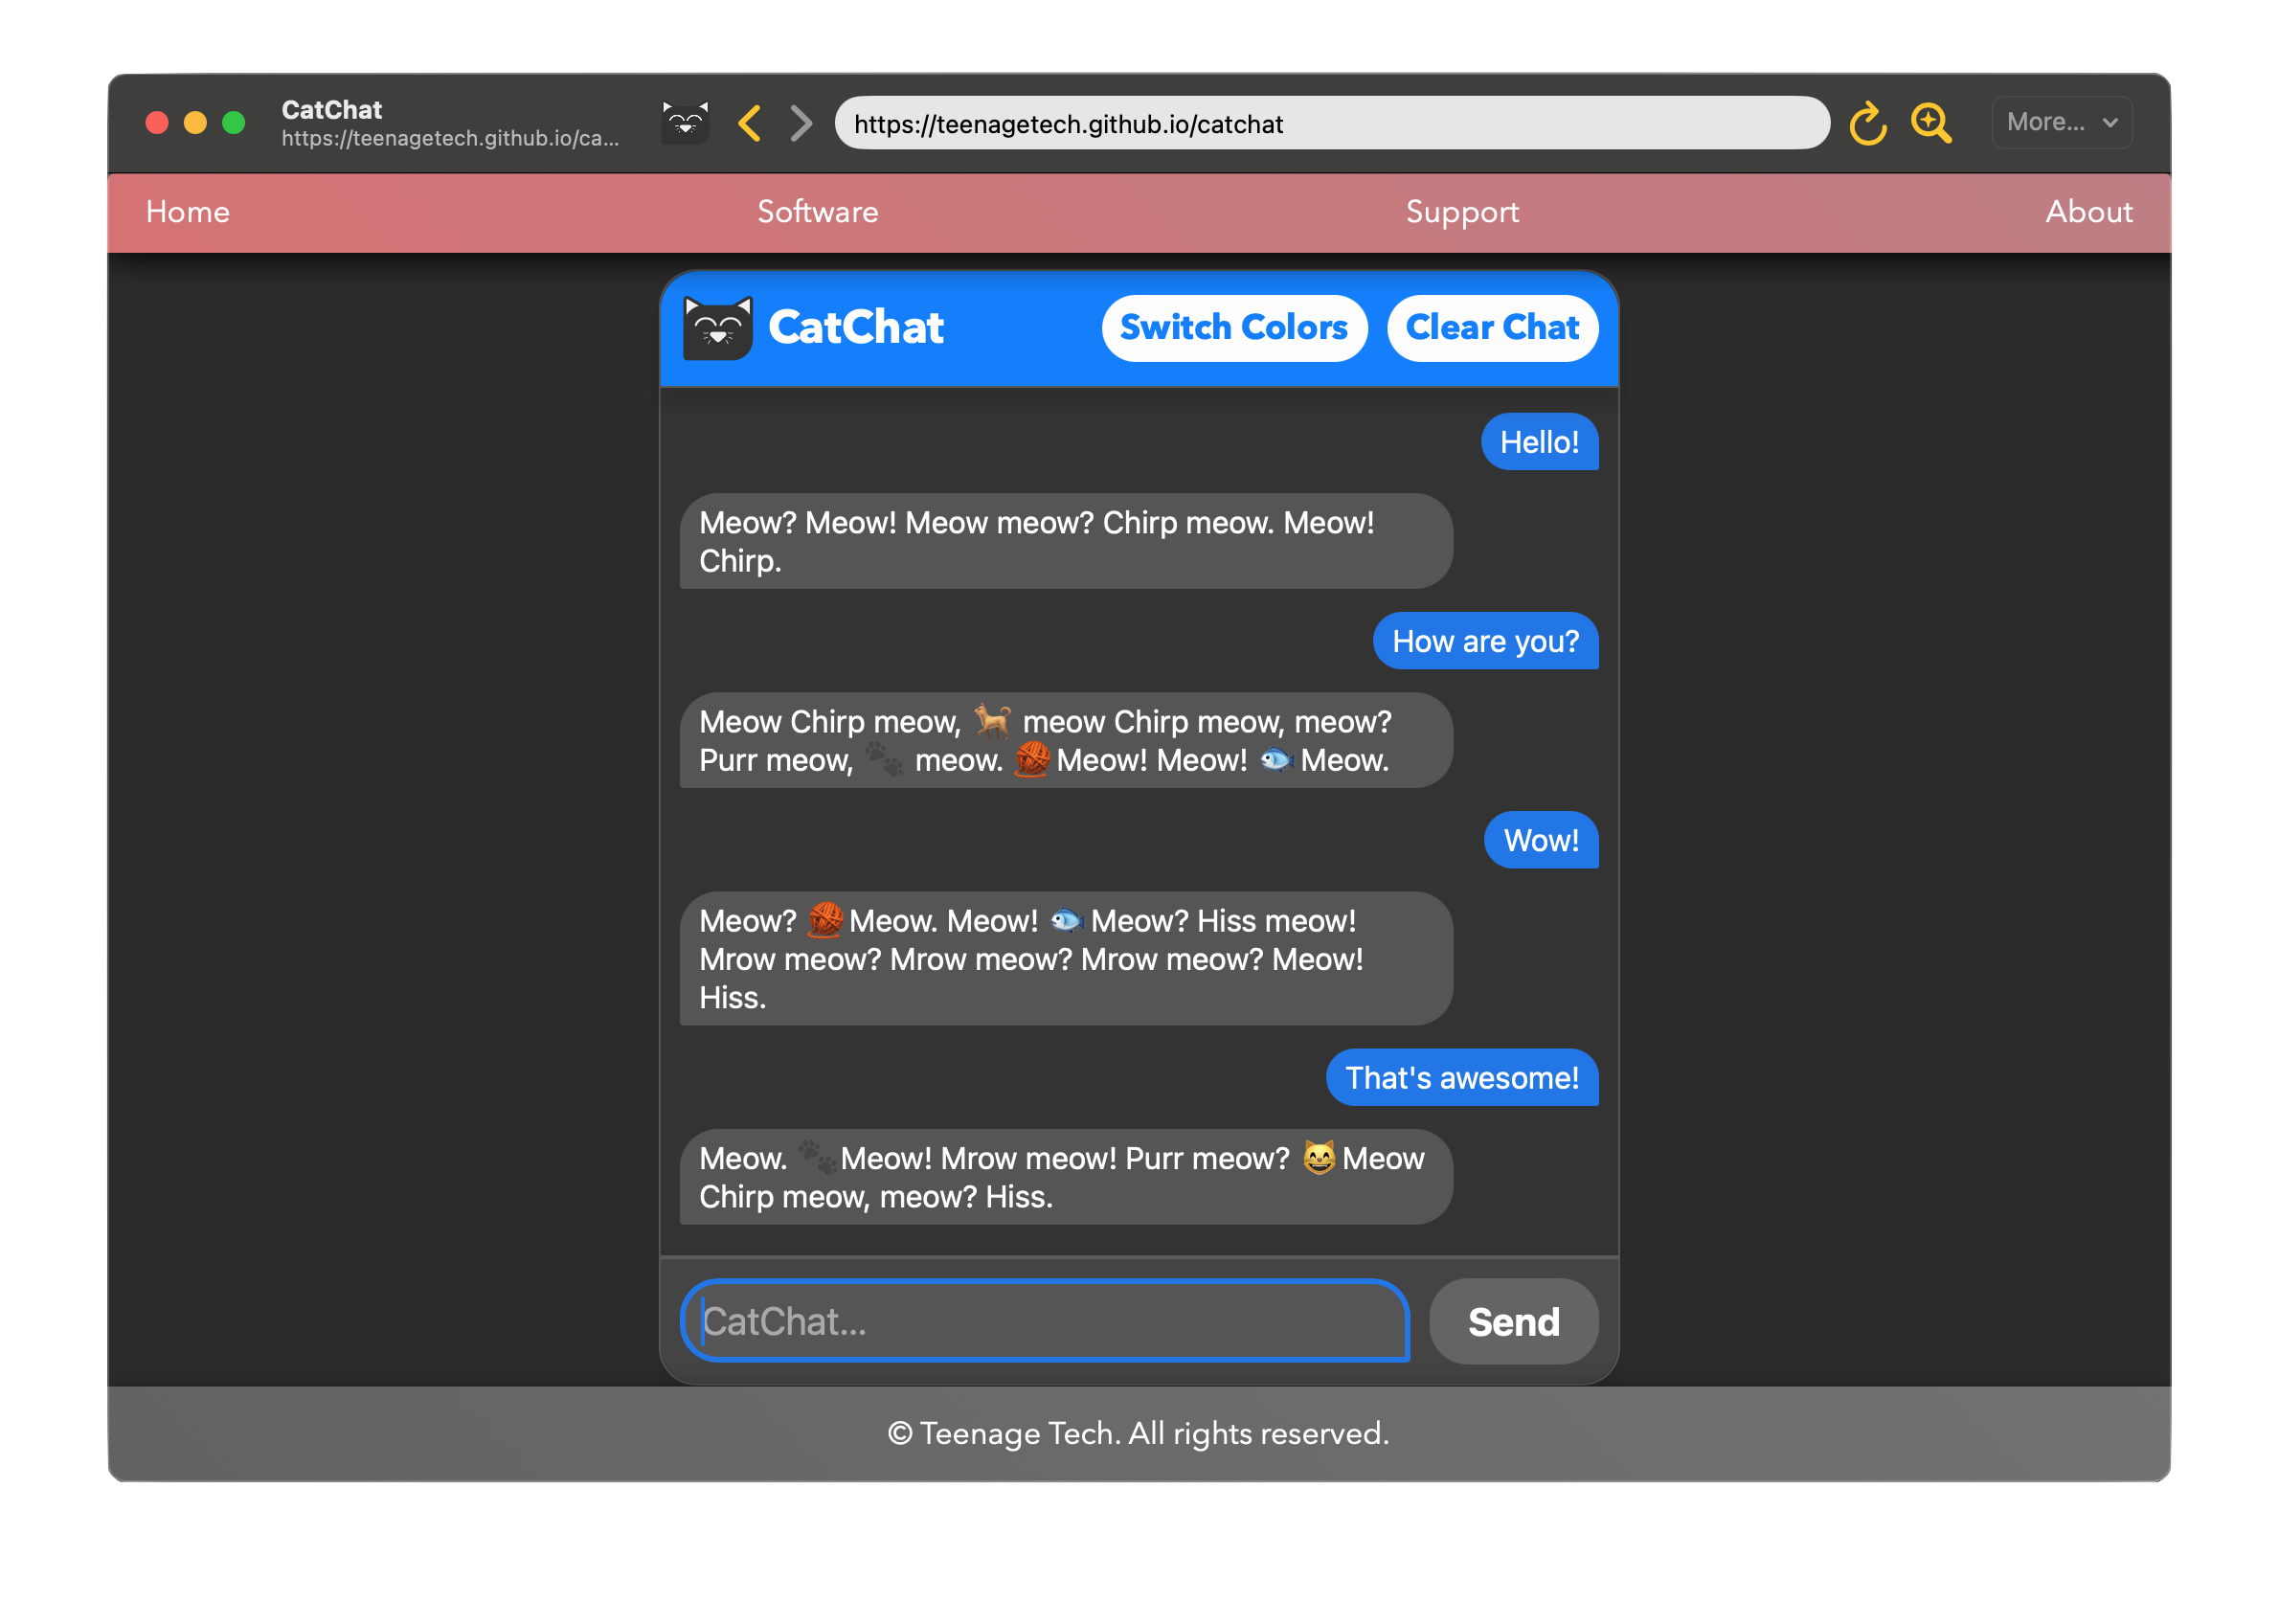 CatChat
https://teenagetech.github.io/ca...
https://teenagetech.github.io/catchat
More...
Home Software Support About
CatChat Switch Colors Clear Chat
Hello!
Meow? Meow! Meow meow? Chirp meow. Meow!
Chirp.
How are you?
Meow Chirp meow, 🐕 meow Chirp meow, meow?
Purr meow, 🐾 meow. 🧶Meow! Meow! 🐟Meow.
Wow!
Meow? 🧶Meow. Meow! 🐟Meow? Hiss meow!
Mrow meow? Mrow meow? Mrow meow? Meow!
Hiss.
That's awesome!
Meow. 🐾Meow! Mrow meow! Purr meow? 😸Meow
Chirp meow, meow? Hiss.
CatChat... Send
© Teenage Tech. All rights reserved.